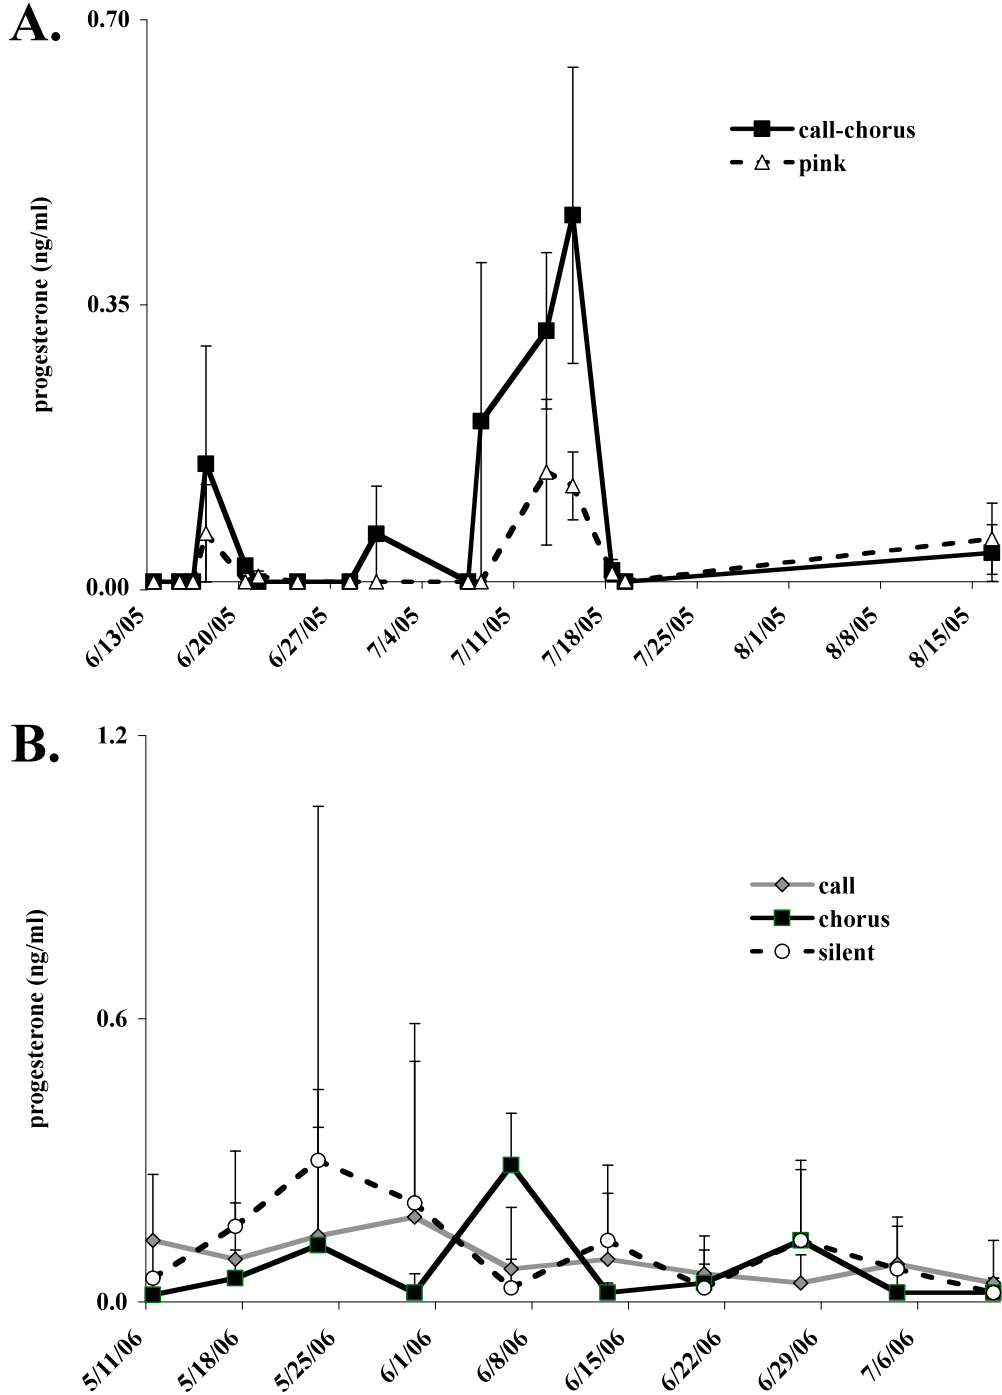 A.
0.70
call-chorus
pink
progesterone (ng/ml)
0.35
0.00
6/13/05
6/20/05
6/27/05
7/4/05
7/11/05
7/18/05
7/25/05
8/1/05
8/8/05
8/15/05
B.
1.2
call
chorus
silent
progesterone (ng/ml)
0.6
0.0
5/11/06
5/18/06
5/25/06
6/1/06
6/8/06
6/15/06
6/22/06
6/29/06
7/6/06